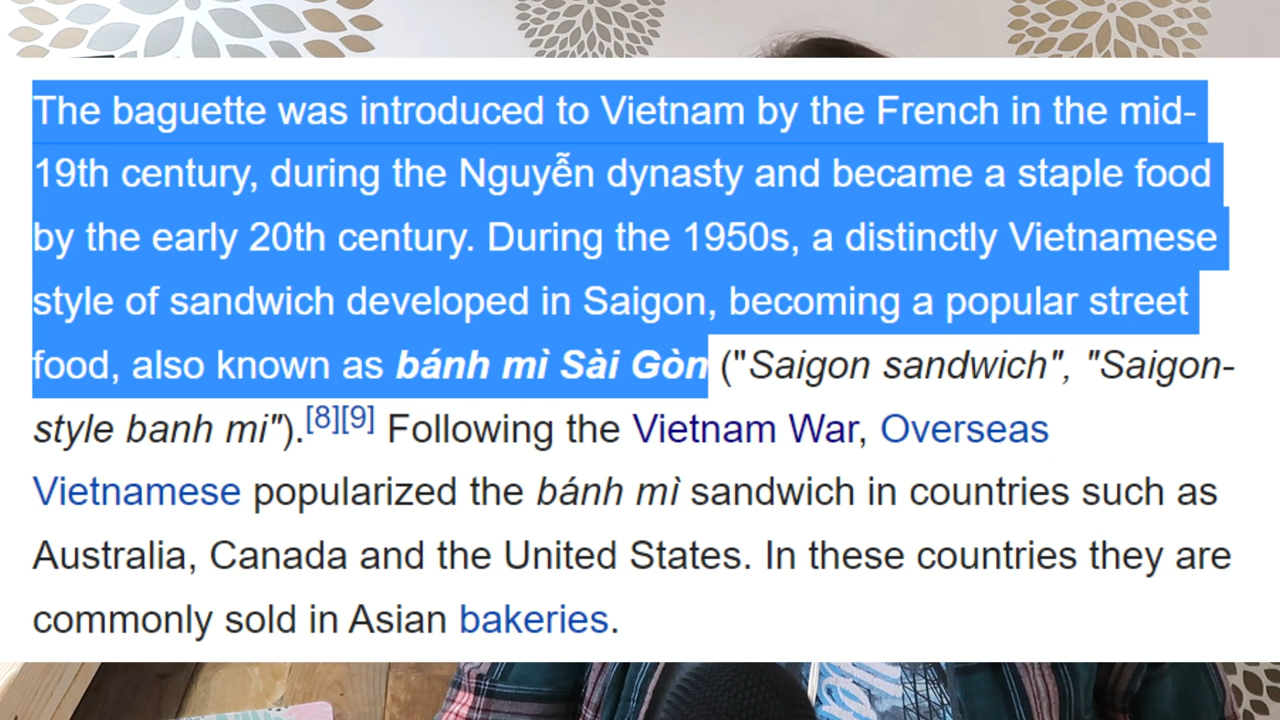 The baguette was introduced to Vietnam by the French in the mid-
19th century, during the Nguyễn dynasty and became a staple food
by the early 20th century. During the 1950s, a distinctly Vietnamese
style of sandwich developed in Saigon, becoming a popular street
food, also known as bánh mì Sài Gòn ("Saigon sandwich", "Saigon-
style banh mi").[8][9] Following the Vietnam War, Overseas
Vietnamese popularized the bánh mì sandwich in countries such as
Australia, Canada and the United States. In these countries they are
commonly sold in Asian bakeries.